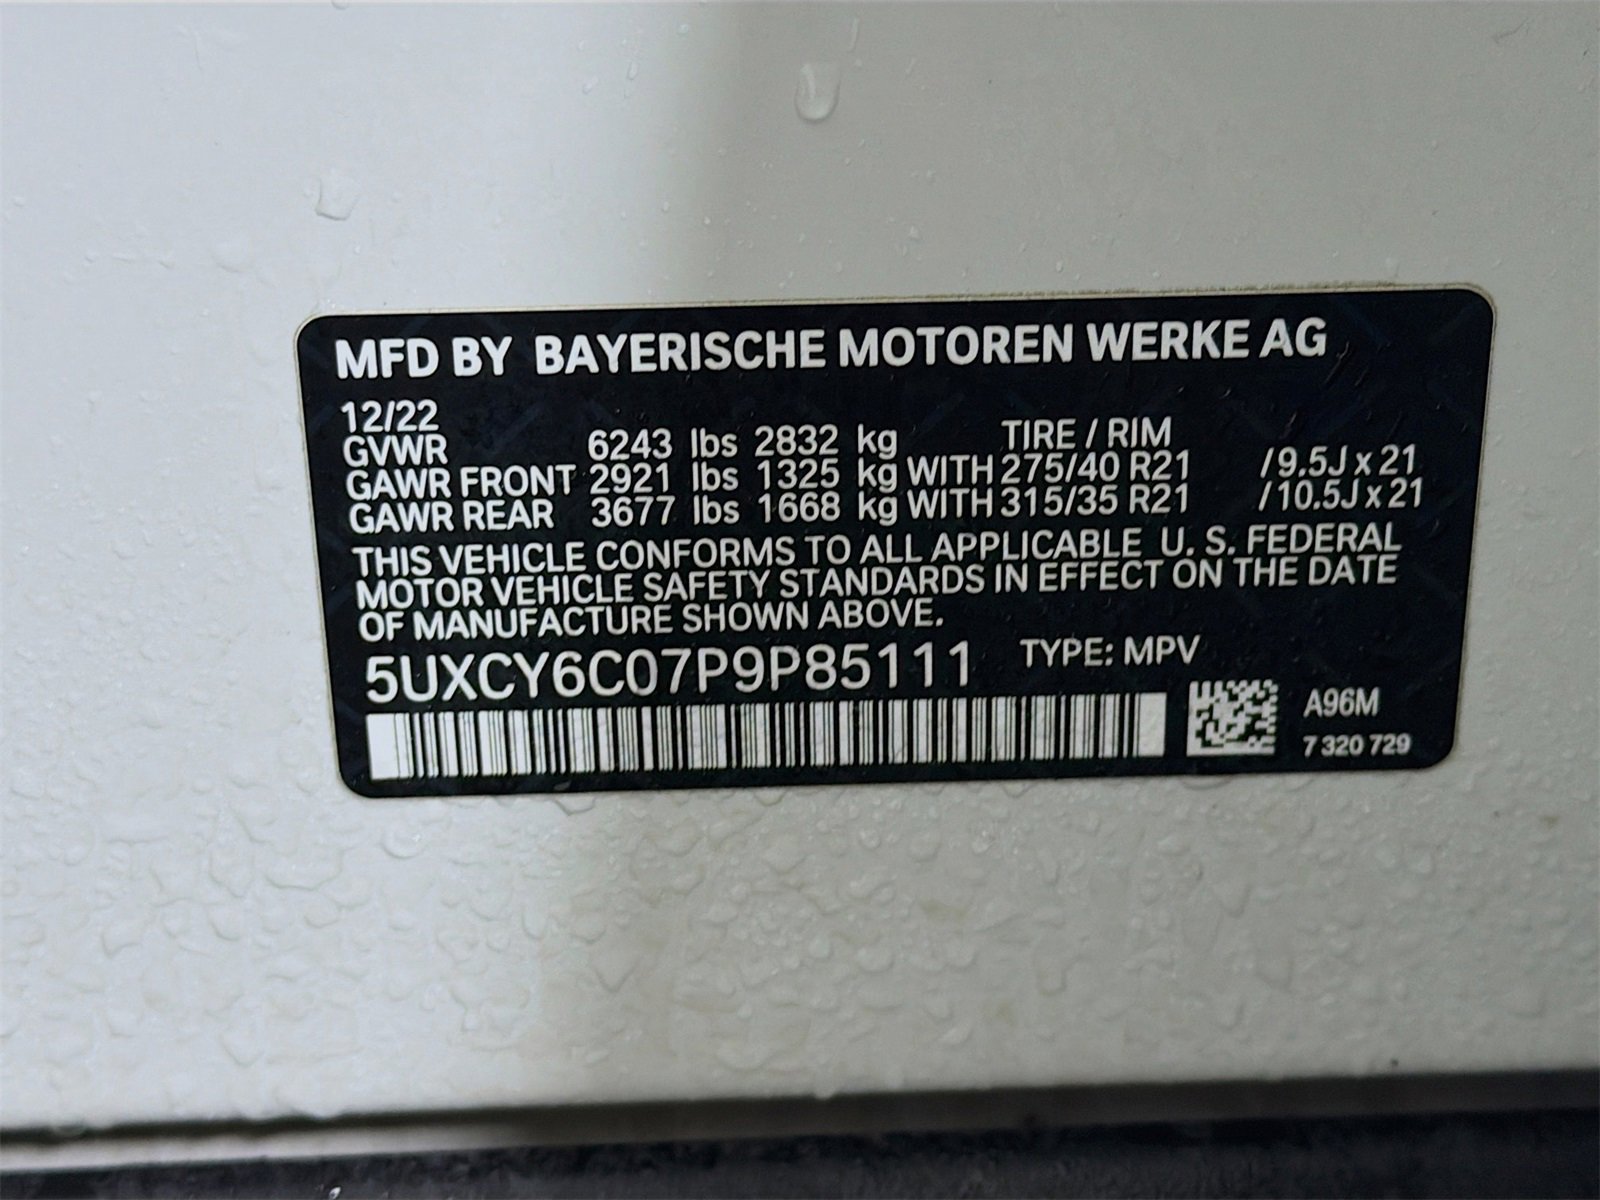 MFD BY BAYERISCHE MOTOREN WERKE AG
12/22
GVWR 6243 lbs 2832 kg TIRE / RIM
GAWR FRONT 2921 lbs 1325 kg WITH 275/40 R21 /9.5J x 21
GAWR REAR 3677 lbs 1668 kg WITH 315/35 R21 /10.5J x 21
THIS VEHICLE CONFORMS TO ALL APPLICABLE U. S. FEDERAL
MOTOR VEHICLE SAFETY STANDARDS IN EFFECT ON THE DATE
OF MANUFACTURE SHOWN ABOVE.
5UXCY6C07P9P85111 TYPE: MPV
A96M
7 320 729